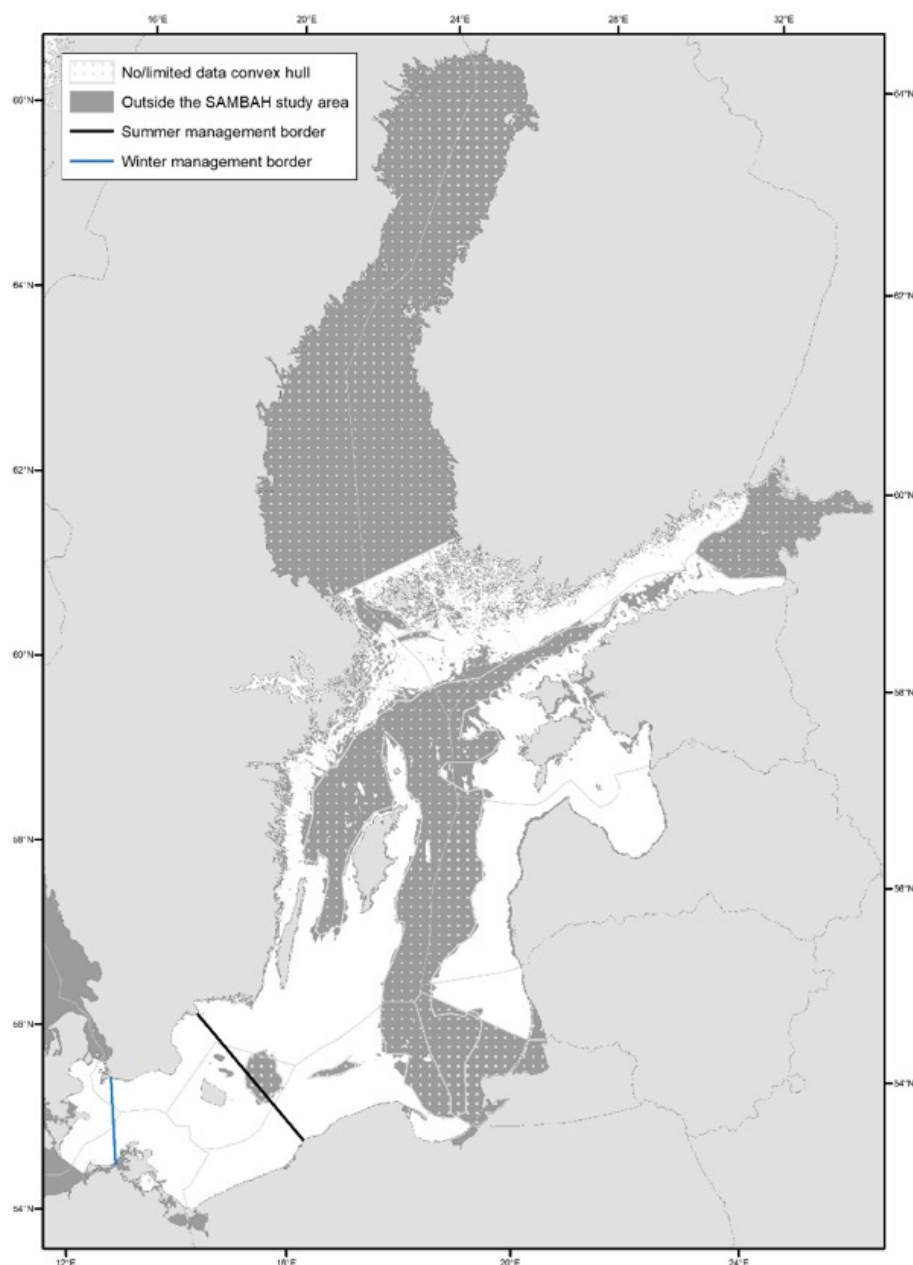 16°E 20°E 24°E 28°E 32°E
No/limited data convex hull
Outside the SAMBAH study area
Summer management border
Winter management border
66°N
64°N
64°N
62°N
62°N
60°N
60°N
58°N
58°N
56°N
56°N
54°N
54°N
12°E 16°E 20°E 24°E